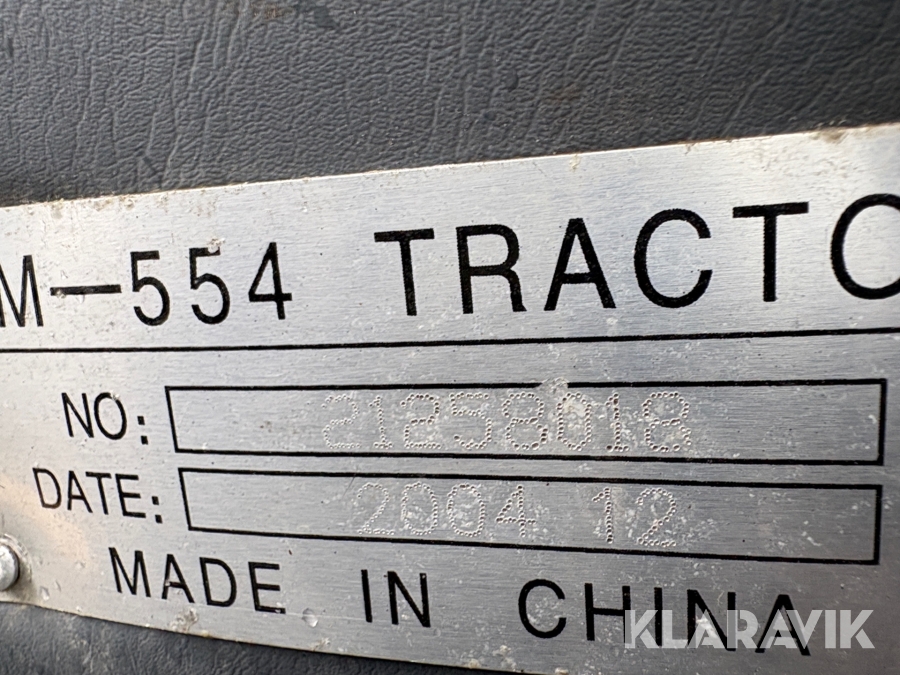 M-554 TRACTO
NO: 21258018
DATE: 2004 12
MADE IN CHINA
KLARAVIK